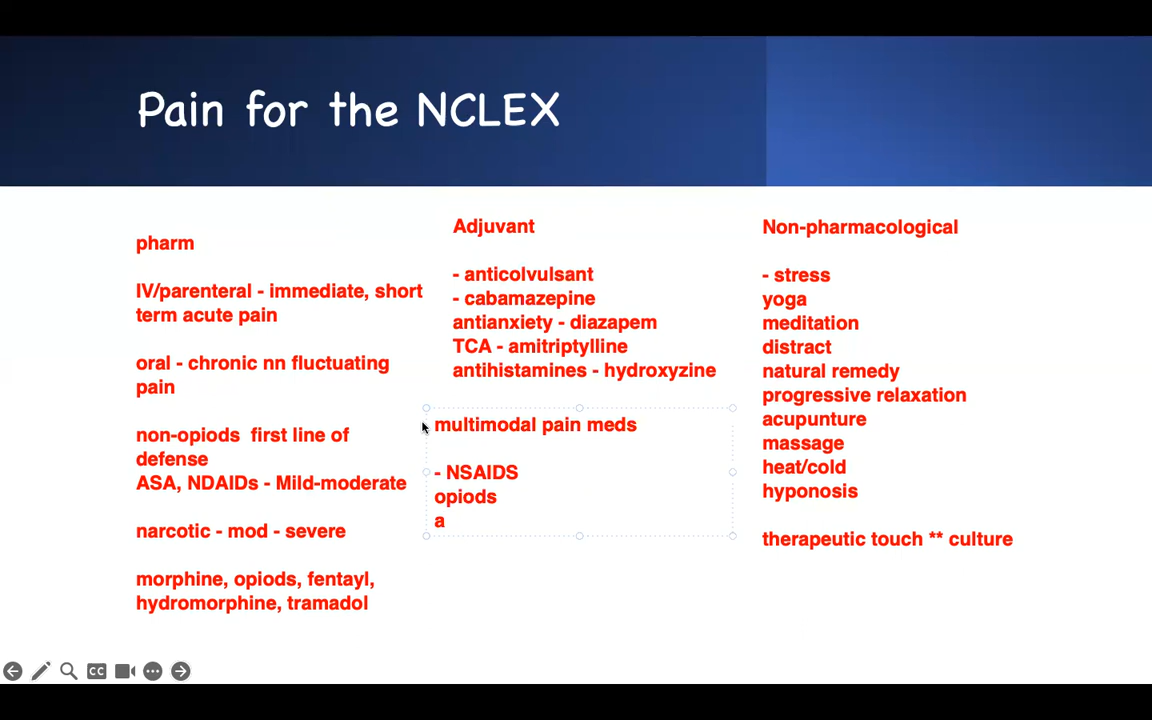 Pain for the NCLEX
pharm
IV/parenteral - immediate, short
term acute pain
oral - chronic nn fluctuating
pain
non-opiods  first line of
defense
ASA, NDAIDs - Mild-moderate
narcotic - mod - severe
morphine, opiods, fentayl,
hydromorphine, tramadol
Adjuvant
- anticolvulsant
- cabamazepine
antianxiety - diazapem
TCA - amitriptylline
antihistamines - hydroxyzine
multimodal pain meds
- NSAIDS
opiods
a
Non-pharmacological
- stress
yoga
meditation
distract
natural remedy
progressive relaxation
acupunture
massage
heat/cold
hyponosis
therapeutic touch ** culture
CC